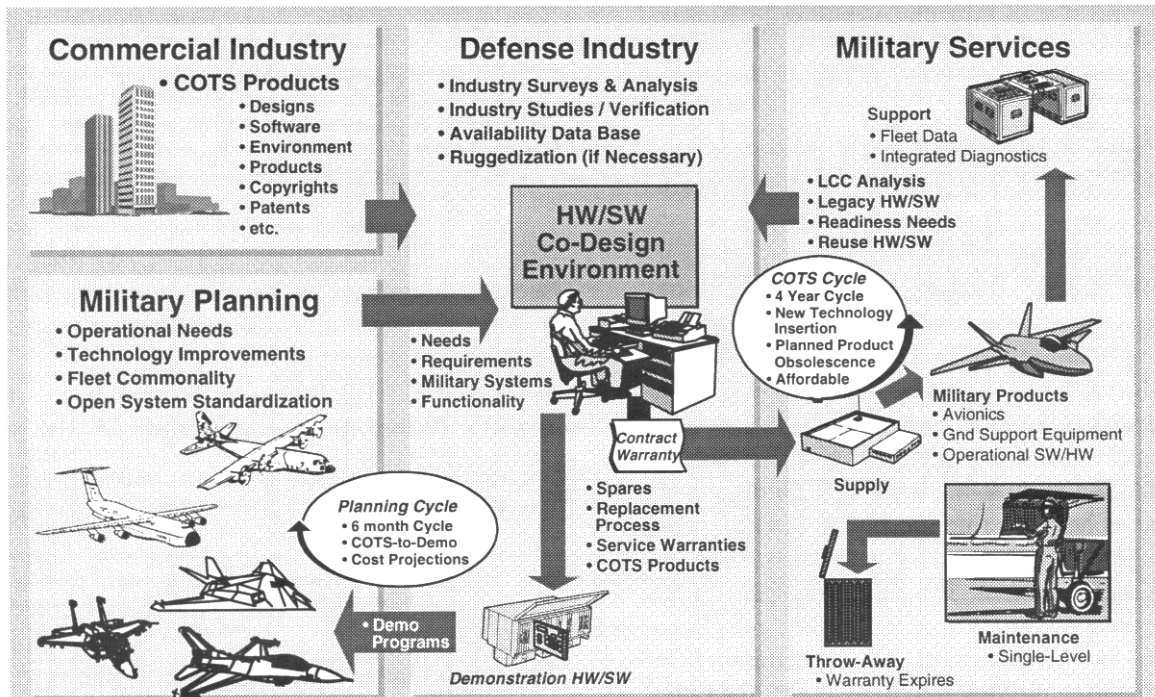 Commercial Industry
• COTS Products
• Designs
• Software
• Environment
• Products
• Copyrights
• Patents
• etc.
Defense Industry
• Industry Surveys & Analysis
• Industry Studies / Verification
• Availability Data Base
• Ruggedization (if Necessary)
HW/SW
Co-Design
Environment
Military Services
Support
• Fleet Data
• Integrated Diagnostics
• LCC Analysis
• Legacy HW/SW
• Readiness Needs
• Reuse HW/SW
COTS Cycle
• 4 Year Cycle
• New Technology
Insertion
• Planned Product
Obsolescence
• Affordable
Military Planning
• Operational Needs
• Technology Improvements
• Fleet Commonality
• Open System Standardization
• Needs
• Requirements
• Military Systems
• Functionality
Contract
Warranty
• Spares
• Replacement
Process
• Service Warranties
• COTS Products
Supply
Military Products
• Avionics
• Gnd Support Equipment
• Operational SW/HW
Planning Cycle
• 6 month Cycle
• COTS-to-Demo
• Cost Projections
• Demo
Programs
Demonstration HW/SW
Maintenance
• Single-Level
Throw-Away
• Warranty Expires